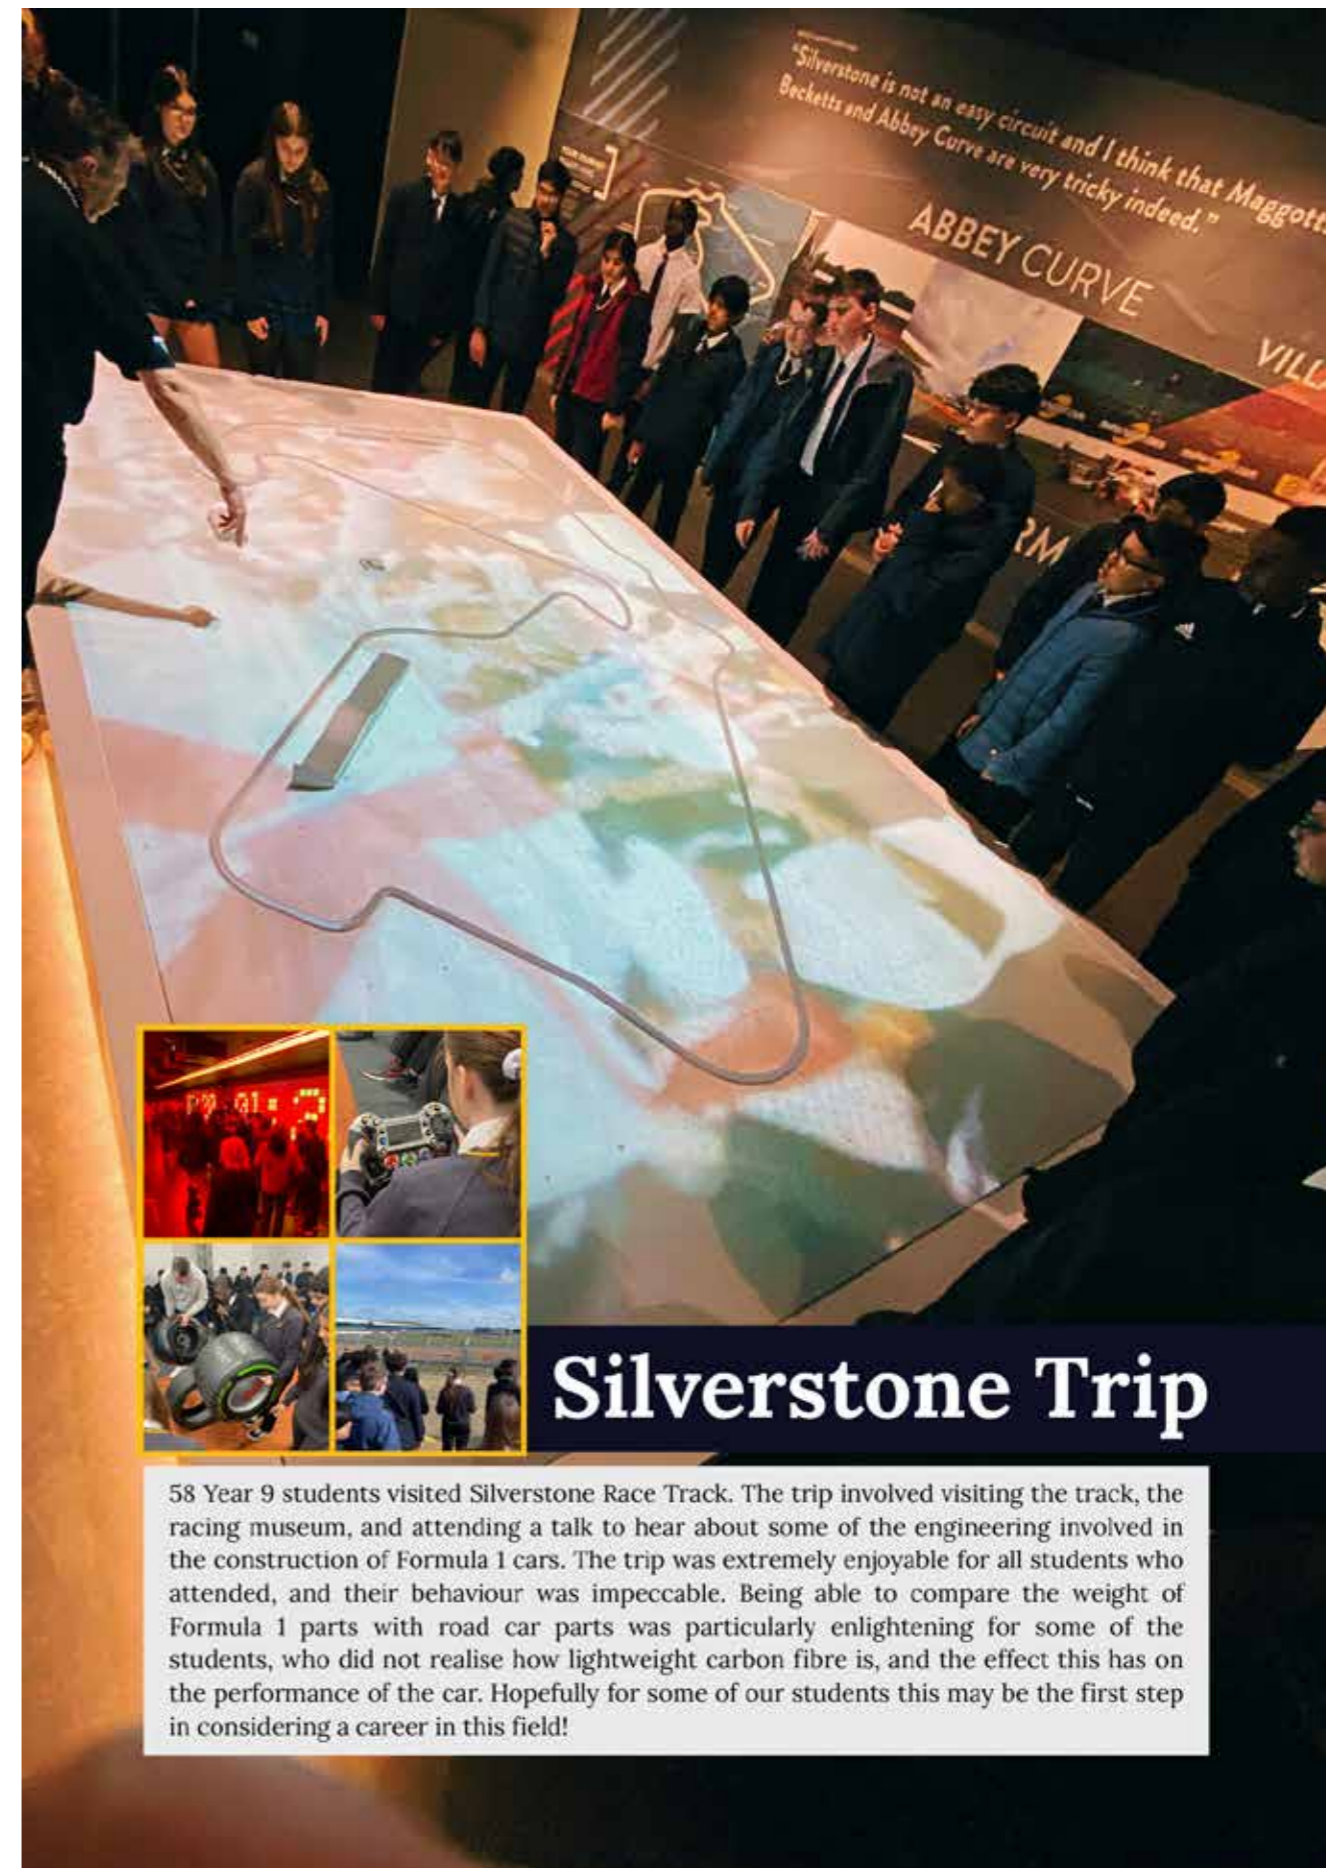 "Silverstone is not an easy circuit and I think that Maggott
Becketts and Abbey Curve are very tricky indeed."
ABBEY CURVE
VILL
RM
Silverstone Trip
58 Year 9 students visited Silverstone Race Track. The trip involved visiting the track, the
racing museum, and attending a talk to hear about some of the engineering involved in
the construction of Formula 1 cars. The trip was extremely enjoyable for all students who
attended, and their behaviour was impeccable. Being able to compare the weight of
Formula 1 parts with road car parts was particularly enlightening for some of the
students, who did not realise how lightweight carbon fibre is, and the effect this has on
the performance of the car. Hopefully for some of our students this may be the first step
in considering a career in this field!